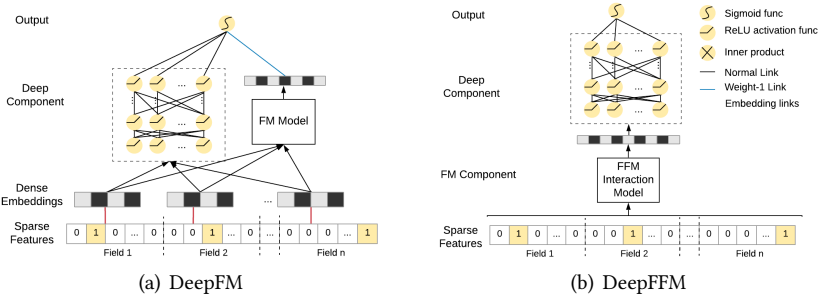 Output
Deep
Component
FM Model
Dense
Embeddings
...
Sparse
Features
0 1 0 ... 0 0 0 1 ... 0 ... 0 0 0 ... 1
Field 1 Field 2 Field n
(a) DeepFM
Output
Deep
Component
FM Component
FFM
Interaction
Model
Sparse
Features
0 1 0 ... 0 0 0 1 ... 0 ... 0 0 0 ... 1
Field 1 Field 2 Field n
(b) DeepFFM
Sigmoid func
ReLU activation func
Inner product
Normal Link
Weight-1 Link
Embedding links